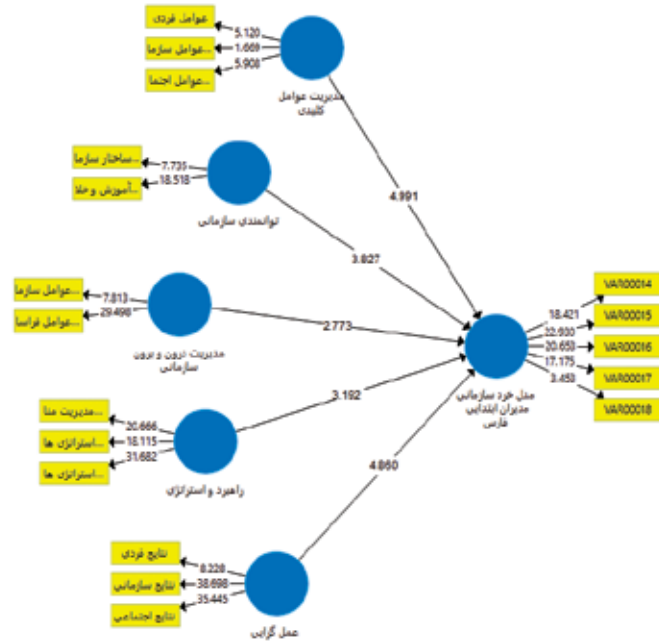 عوامل فردی
5.120
عوامل سازما...
1.669
عوامل اجتما...
5.908
مدیریت عوامل
کلیدی
4.991
ساختار سازما...
7.735
آموزش و خلا...
18.518
توانمندی سازمانی
3.827
عوامل سازما...
7.813
عوامل فراسا...
29.498
مدیریت درون و برون
سازمانی
2.773
مدیریت منا...
20.666
استراتژی ها...
18.115
استراتژی ها...
31.682
راهبرد و استراتژی
3.192
نتایج فردی
8.228
نتایج سازمانی
38.698
نتایج اجتماعی
35.445
عمل گرایی
4.860
مدل خرد سازمانی
مدیران ابتدایی
فارس
VAR00014
18.421
VAR00015
VAR00016
20.653
VAR00017
17.175
VAR00018
3.453